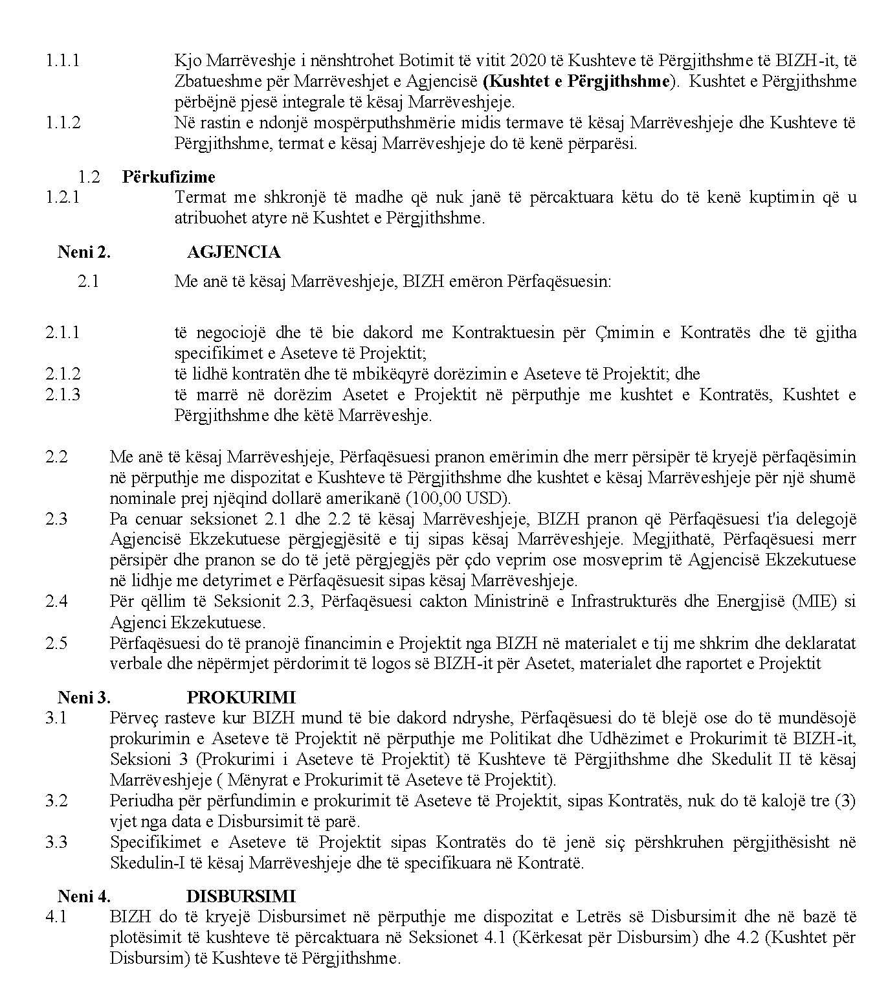 1.1.1 Kjo Marrëveshje i nënshtrohet Botimit të vitit 2020 të Kushteve të Përgjithshme të BIZH-it, të
Zbatueshme për Marrëveshjet e Agjencisë (Kushtet e Përgjithshme). Kushtet e Përgjithshme
përbëjnë pjesë integrale të kësaj Marrëveshjeje.
1.1.2 Në rastin e ndonjë mospërputhshmërie midis termave të kësaj Marrëveshjeje dhe Kushteve të
Përgjithshme, termat e kësaj Marrëveshjeje do të kenë përparësi.
1.2 Përkufizime
1.2.1 Termat me shkronjë të madhe që nuk janë të përcaktuara këtu do të kenë kuptimin që u
atribuohet atyre në Kushtet e Përgjithshme.
Neni 2. AGJENCIA
2.1 Me anë të kësaj Marrëveshjeje, BIZH emëron Përfaqësuesin:
2.1.1 të negociojë dhe të bie dakord me Kontraktuesin për Çmimin e Kontratës dhe të gjitha
specifikimet e Aseteve të Projektit;
2.1.2 të lidhë kontratën dhe të mbikëqyrë dorëzimin e Aseteve të Projektit; dhe
2.1.3 të marrë në dorëzim Asetet e Projektit në përputhje me kushtet e Kontratës, Kushtet e
Përgjithshme dhe këtë Marrëveshje.
2.2 Me anë të kësaj Marrëveshjeje, Përfaqësuesi pranon emërimin dhe merr përsipër të kryejë përfaqësimin
në përputhje me dispozitat e Kushteve të Përgjithshme dhe kushtet e kësaj Marrëveshjeje për një shumë
nominale prej njëqind dollarë amerikanë (100,00 USD).
2.3 Pa cenuar seksionet 2.1 dhe 2.2 të kësaj Marrëveshjeje, BIZH pranon që Përfaqësuesi t'ia delegojë
Agjencisë Ekzekutuese përgjegjësitë e tij sipas kësaj Marrëveshjeje. Megjithatë, Përfaqësuesi merr
përsipër dhe pranon se do të jetë përgjegjës për çdo veprim ose mosveprim të Agjencisë Ekzekutuese
në lidhje me detyrimet e Përfaqësuesit sipas kësaj Marrëveshjeje.
2.4 Për qëllim të Seksionit 2.3, Përfaqësuesi cakton Ministrinë e Infrastrukturës dhe Energjisë (MIE) si
Agjenci Ekzekutuese.
2.5 Përfaqësuesi do të pranojë financimin e Projektit nga BIZH në materialet e tij me shkrim dhe deklaratat
verbale dhe nëpërmjet përdorimit të logos së BIZH-it për Asetet, materialet dhe raportet e Projektit
Neni 3. PROKURIMI
3.1 Përveç rasteve kur BIZH mund të bie dakord ndryshe, Përfaqësuesi do të blejë ose do të mundësojë
prokurimin e Aseteve të Projektit në përputhje me Politikat dhe Udhëzimet e Prokurimit të BIZH-it,
Seksioni 3 (Prokurimi i Aseteve të Projektit) të Kushteve të Përgjithshme dhe Skedulit II të kësaj
Marrëveshjeje ( Mënyrat e Prokurimit të Aseteve të Projektit).
3.2 Periudha për përfundimin e prokurimit të Aseteve të Projektit, sipas Kontratës, nuk do të kalojë tre (3)
vjet nga data e Disbursimit të parë.
3.3 Specifikimet e Aseteve të Projektit sipas Kontratës do të jenë siç përshkruhen përgjithësisht në
Skedulin-I të kësaj Marrëveshjeje dhe të specifikuara në Kontratë.
Neni 4. DISBURSIMI
4.1 BIZH do të kryejë Disbursimet në përputhje me dispozitat e Letrës së Disbursimit dhe në bazë të
plotësimit të kushteve të përcaktuara në Seksionet 4.1 (Kërkesat për Disbursim) dhe 4.2 (Kushtet për
Disbursim) të Kushteve të Përgjithshme.